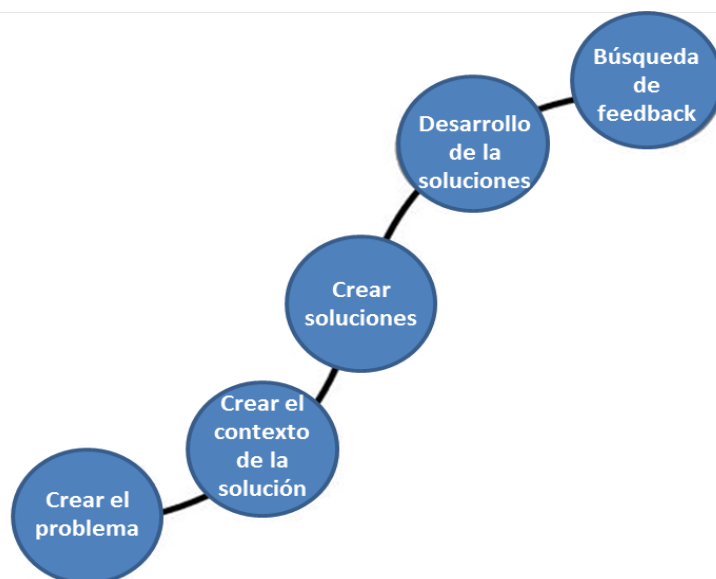 Crear el
problema
Crear el
contexto
de la
solución
Crear
soluciones
Desarrollo
de la
soluciones
Búsqueda
de
feedback